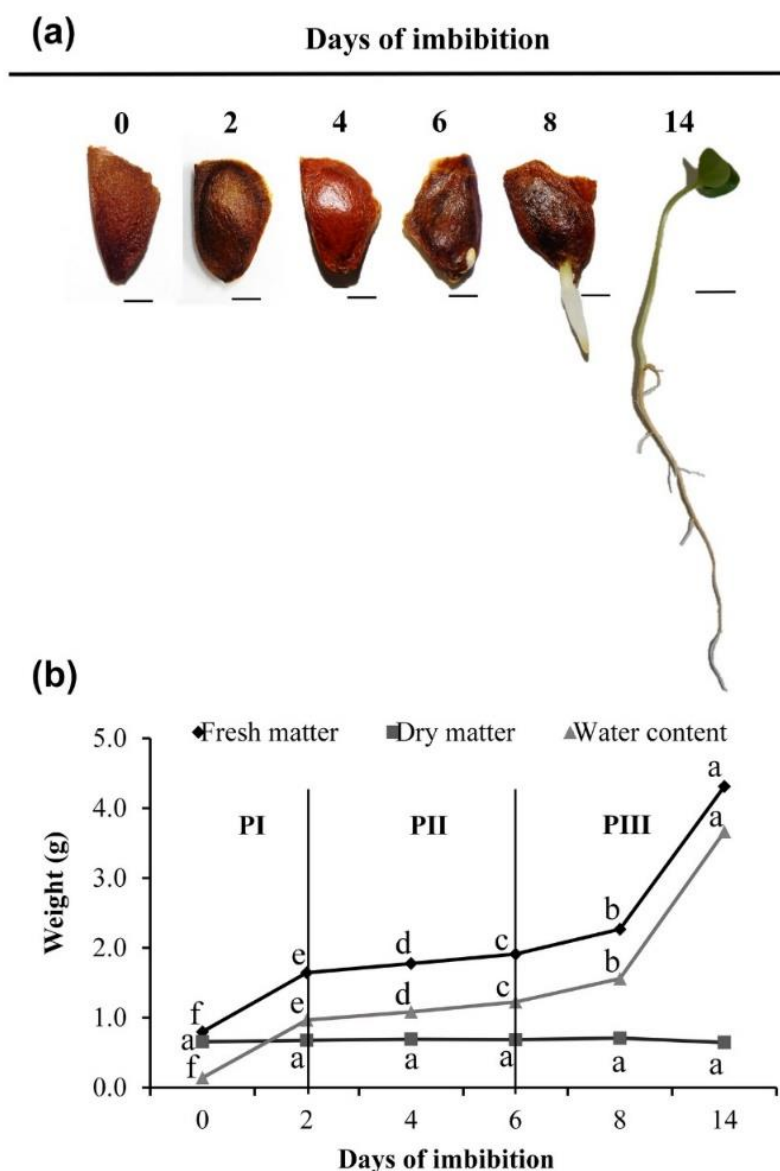 (a)
Days of imbibition
0 2 4 6 8 14
(b)
Fresh matter Dry matter Water content
5.0
4.0
3.0
2.0
1.0
0.0
Weight (g)
PI PII PIII
f e d c b a
f e d c b a
a a a a a a
0 2 4 6 8 14
Days of imbibition